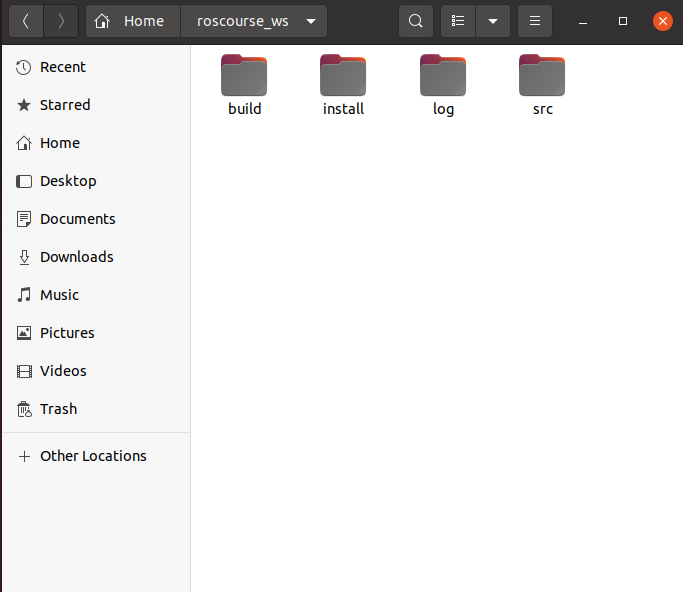 Home roscourse_ws
Recent
Starred
Home
Desktop
Documents
Downloads
Music
Pictures
Videos
Trash
Other Locations
build install log src